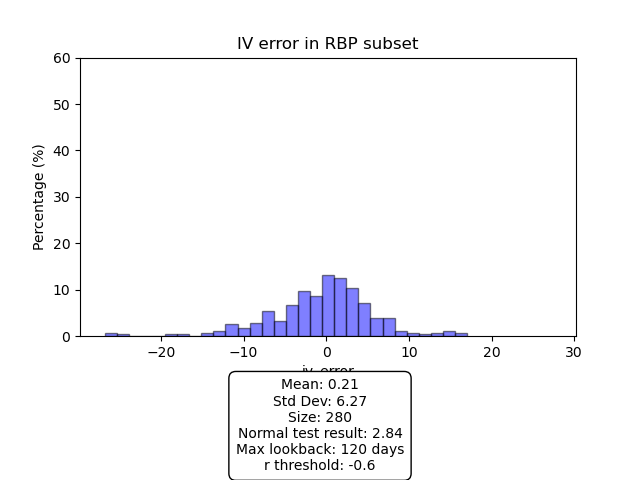 IV error in RBP subset
60
50
40
30
20
10
0
Percentage (%)
−20
−10
0
10
20
30
iv_error
Mean: 0.21
Std Dev: 6.27
Size: 280
Normal test result: 2.84
Max lookback: 120 days
r threshold: -0.6